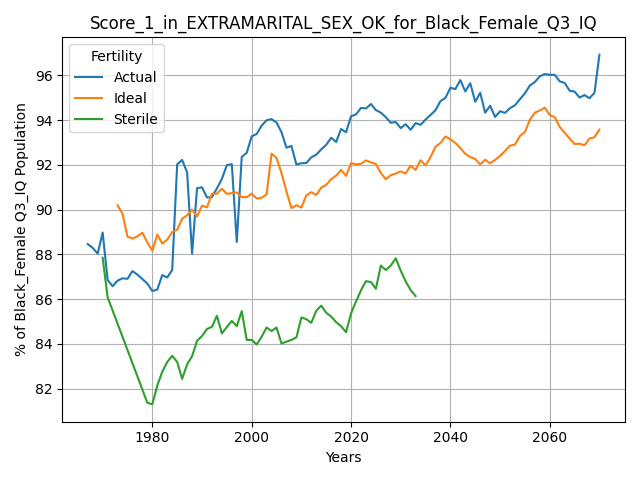 Score_1_in_EXTRAMARITAL_SEX_OK_for_Black_Female_Q3_IQ
Fertility
Actual
Ideal
Sterile
% of Black_Female Q3_IQ Population
96
94
92
90
88
86
84
82
1980
2000
2020
2040
2060
Years